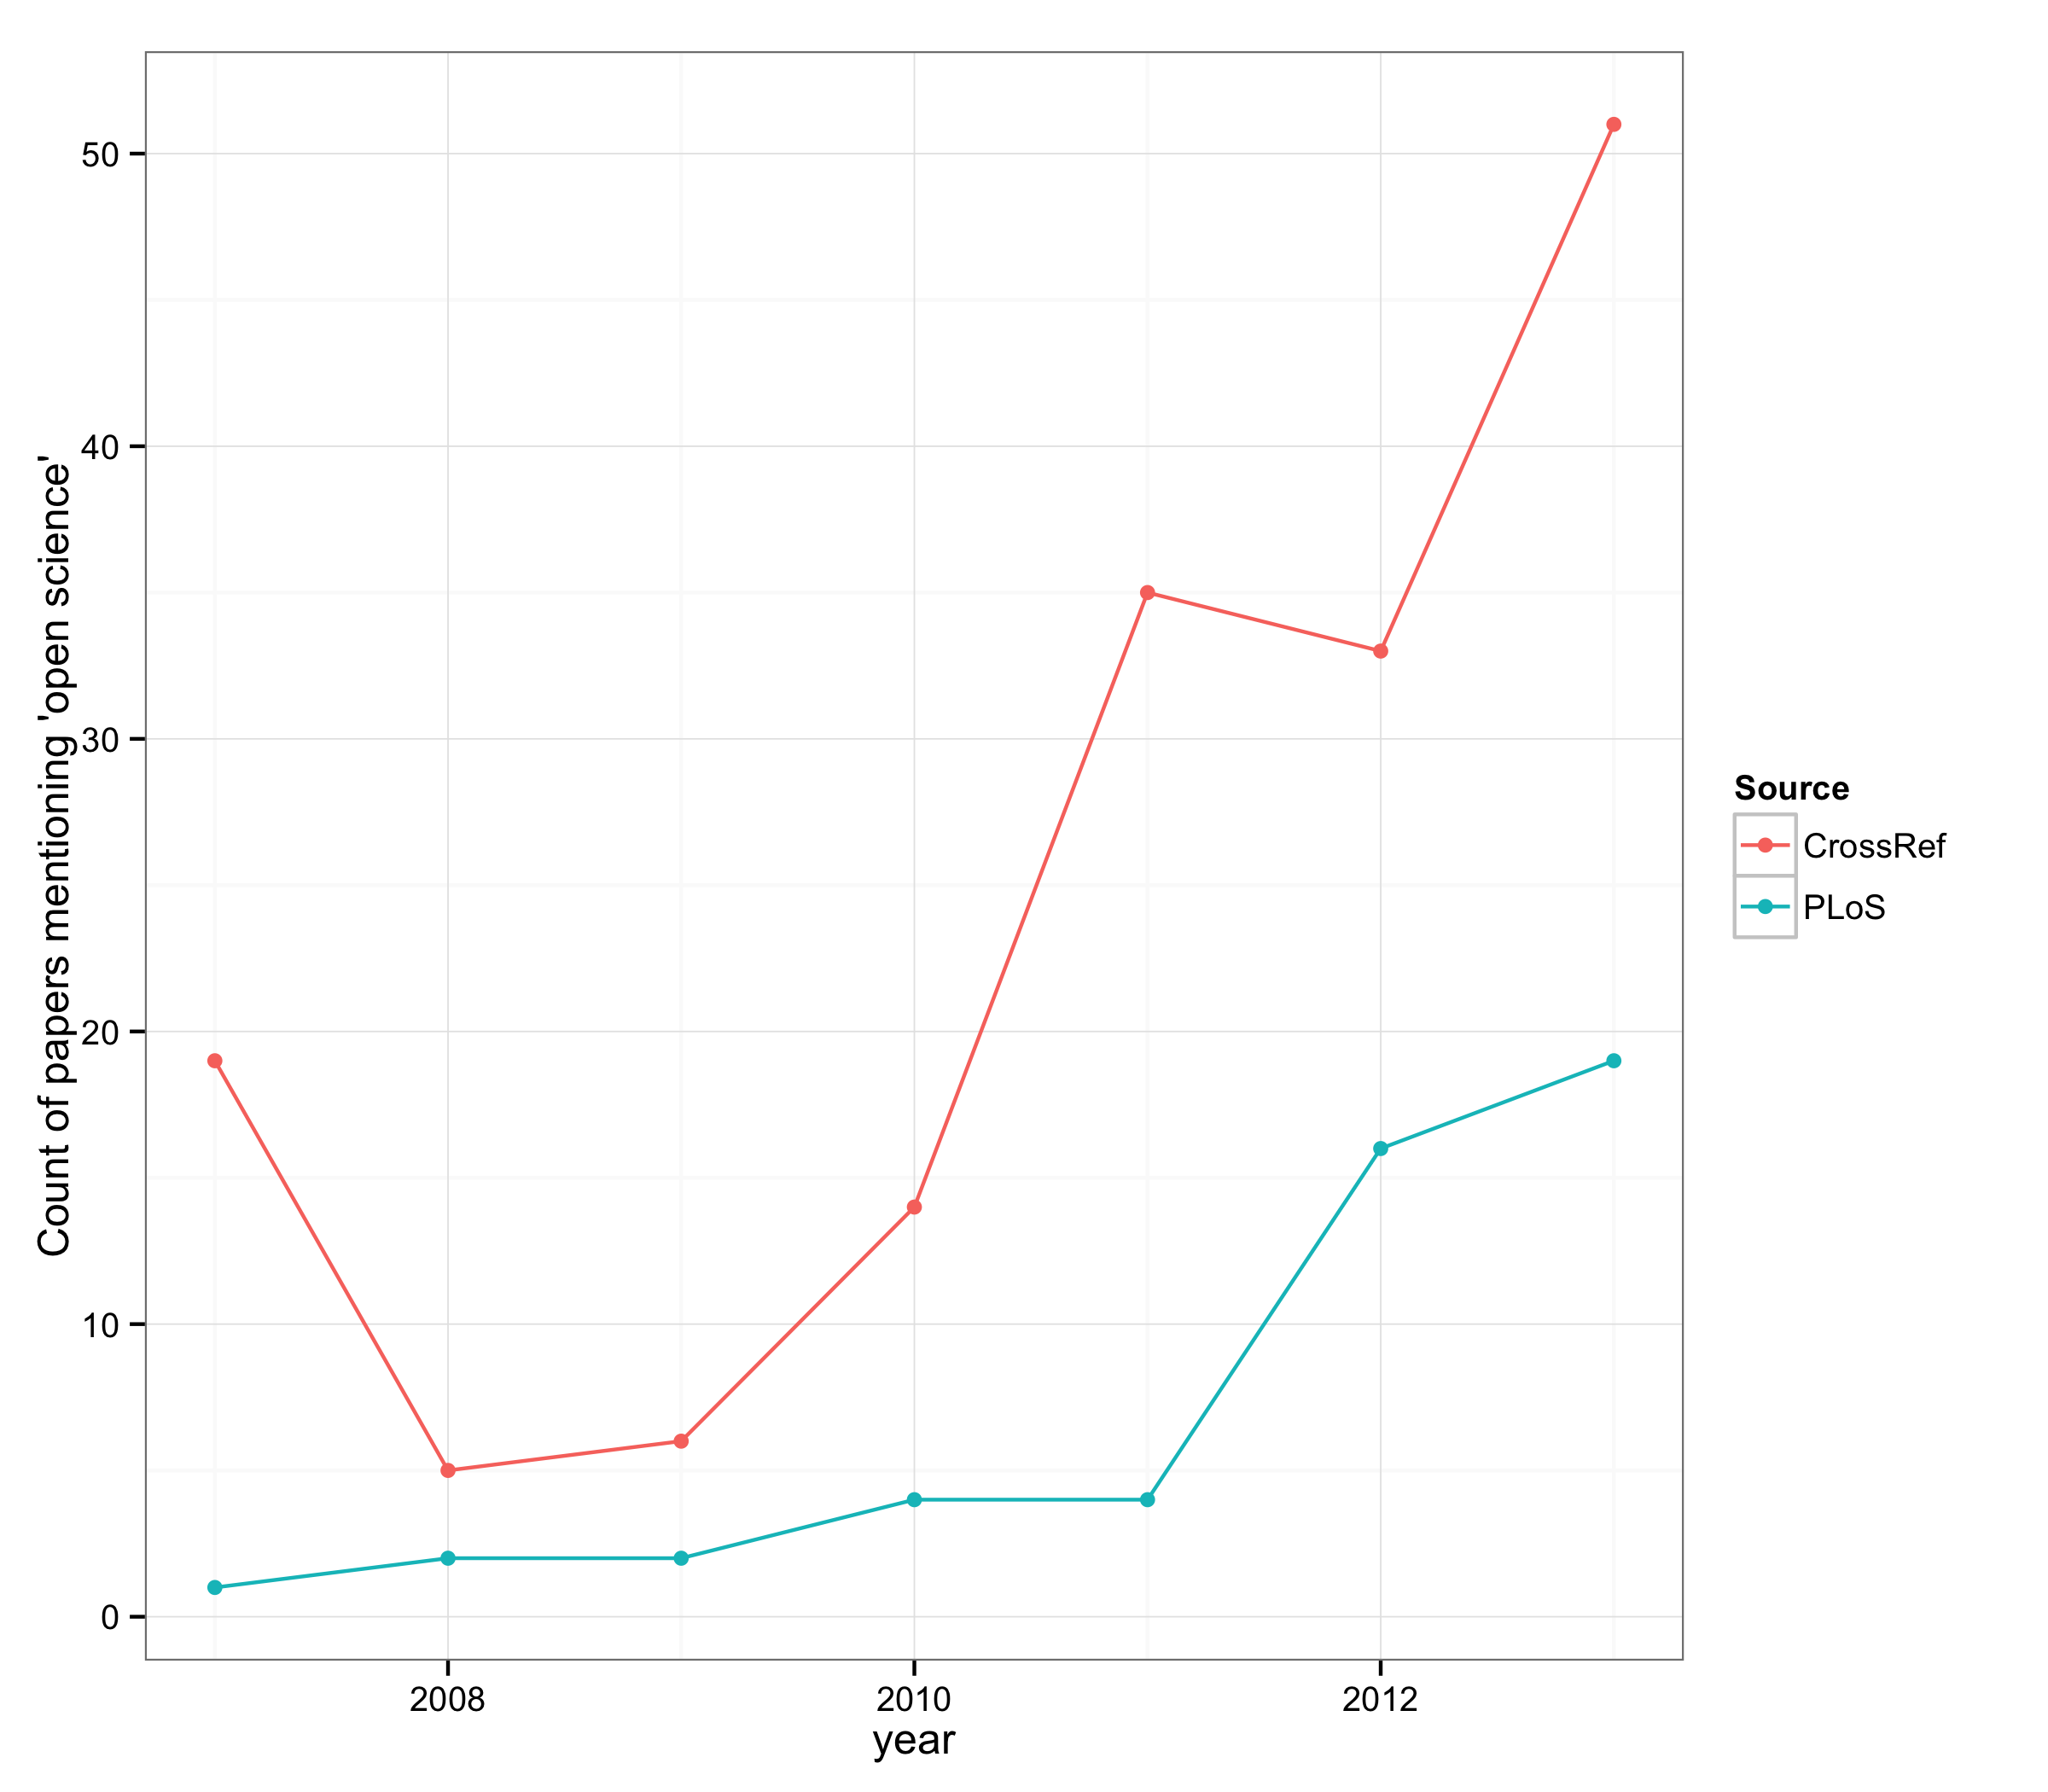 Count of papers mentioning 'open science'
50
40
30
20
10
0
2008 2010 2012
year
Source
CrossRef
PLoS